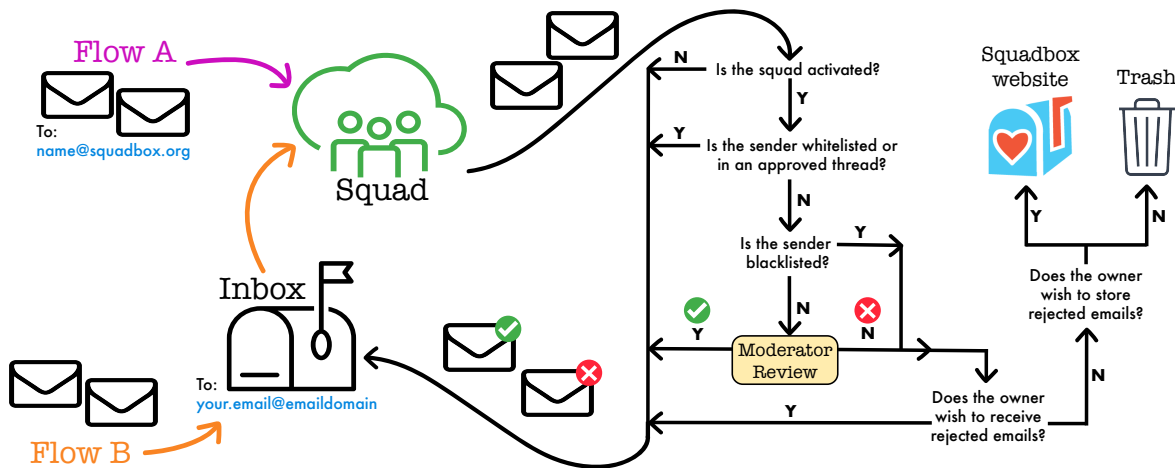 Flow A
To:
name@squadbox.org
Squad
N
Is the squad activated?
Y
Y
Is the sender whitelisted or
in an approved thread?
N
Is the sender
blacklisted?
Y
N
Y
N
Moderator
Review
Squadbox
website
Trash
Y
N
Does the owner
wish to store
rejected emails?
N
Does the owner
wish to receive
rejected emails?
Y
Inbox
To:
your.email@emaildomain
Flow B